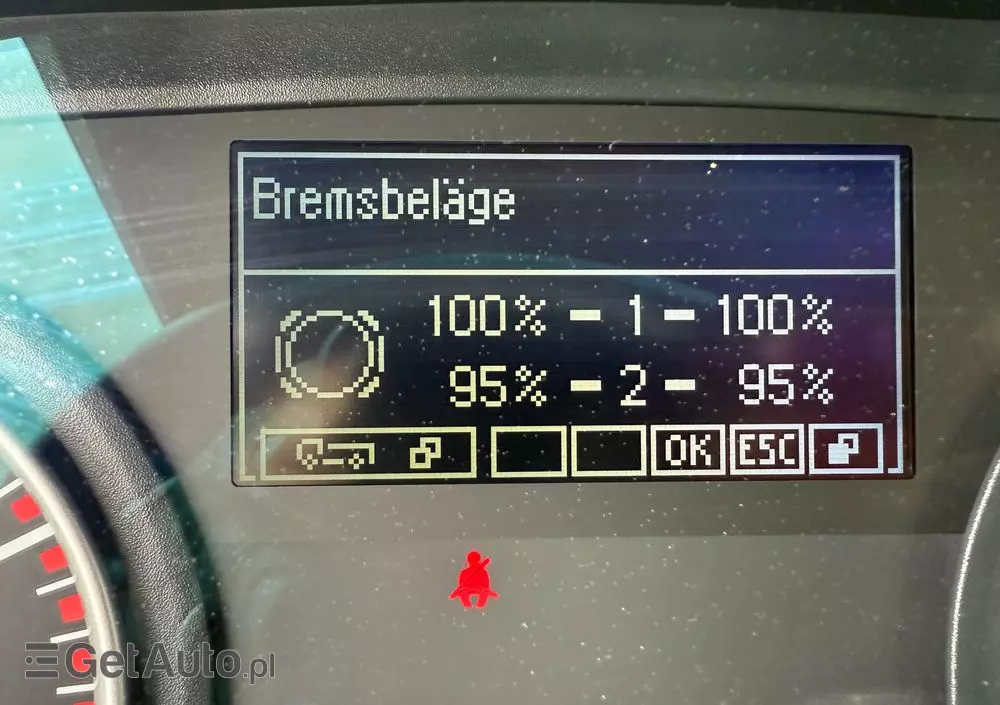 Bremsbeläge
100% - 1 - 100%
95% - 2 - 95%
OK ESC
GetAuto.pl